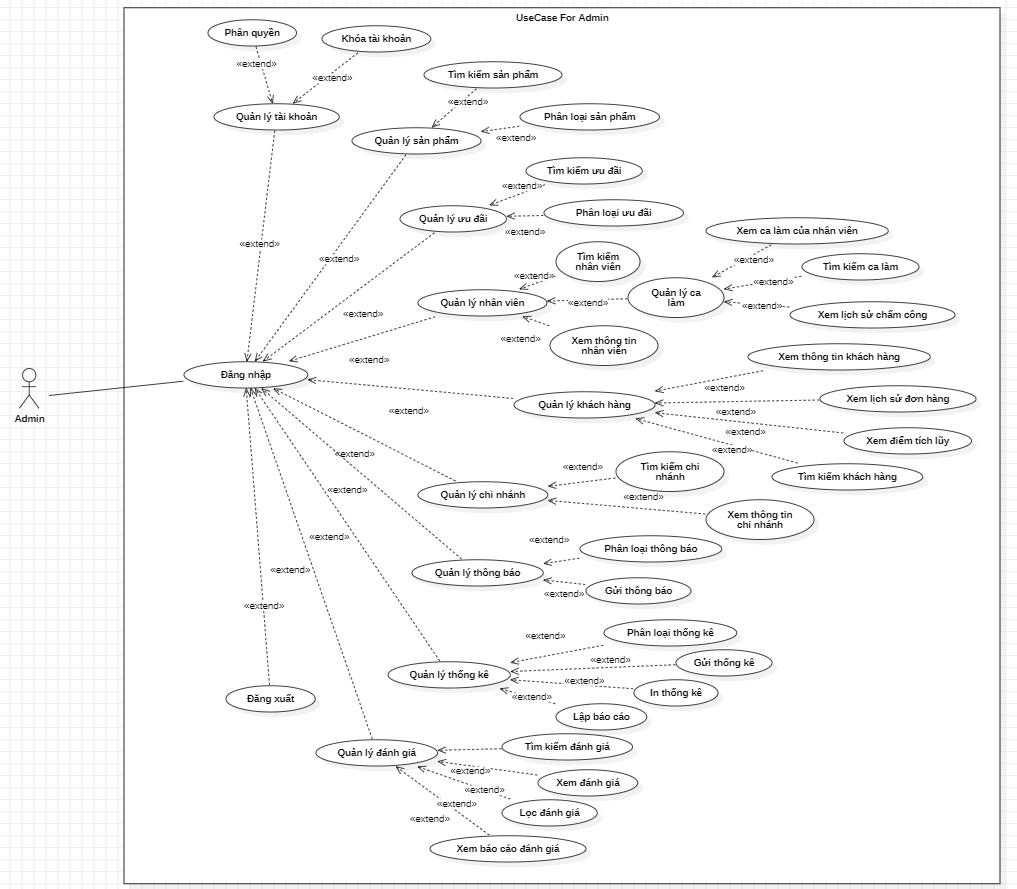 UseCase For Admin
Phân quyền
Khóa tài khoản
«extend»
«extend»
Tìm kiếm sản phẩm
«extend»
Quản lý tài khoản
Phân loại sản phẩm
«extend»
Quản lý sản phẩm
Tìm kiếm ưu đãi
«extend»
Quản lý ưu đãi
Phân loại ưu đãi
«extend»
Xem ca làm của nhân viên
«extend»
«extend»
Tìm kiếm
nhân viên
«extend»
«extend»
Tìm kiếm ca làm
«extend»
Quản lý nhân viên
«extend»
Quản lý ca
làm
«extend»
Xem lịch sử chấm công
«extend»
«extend»
Xem thông tin
nhân viên
«extend»
Xem thông tin khách hàng
Đăng nhập
Admin
«extend»
Quản lý khách hàng
«extend»
Xem lịch sử đơn hàng
«extend»
«extend»
Xem điểm tích lũy
«extend»
Tìm kiếm khách hàng
«extend»
«extend»
Tìm kiếm chi
nhánh
«extend»
Quản lý chi nhánh
«extend»
Xem thông tin
chi nhánh
«extend»
«extend»
Phân loại thông báo
«extend»
Quản lý thông báo
Gửi thông báo
«extend»
«extend»
Phân loại thống kê
«extend»
Quản lý thống kê
«extend»
Gửi thống kê
«extend»
In thống kê
«extend»
Lập báo cáo
Đăng xuất
Quản lý đánh giá
Tìm kiếm đánh giá
«extend»
Xem đánh giá
«extend»
«extend»
Lọc đánh giá
«extend»
Xem báo cáo đánh giá